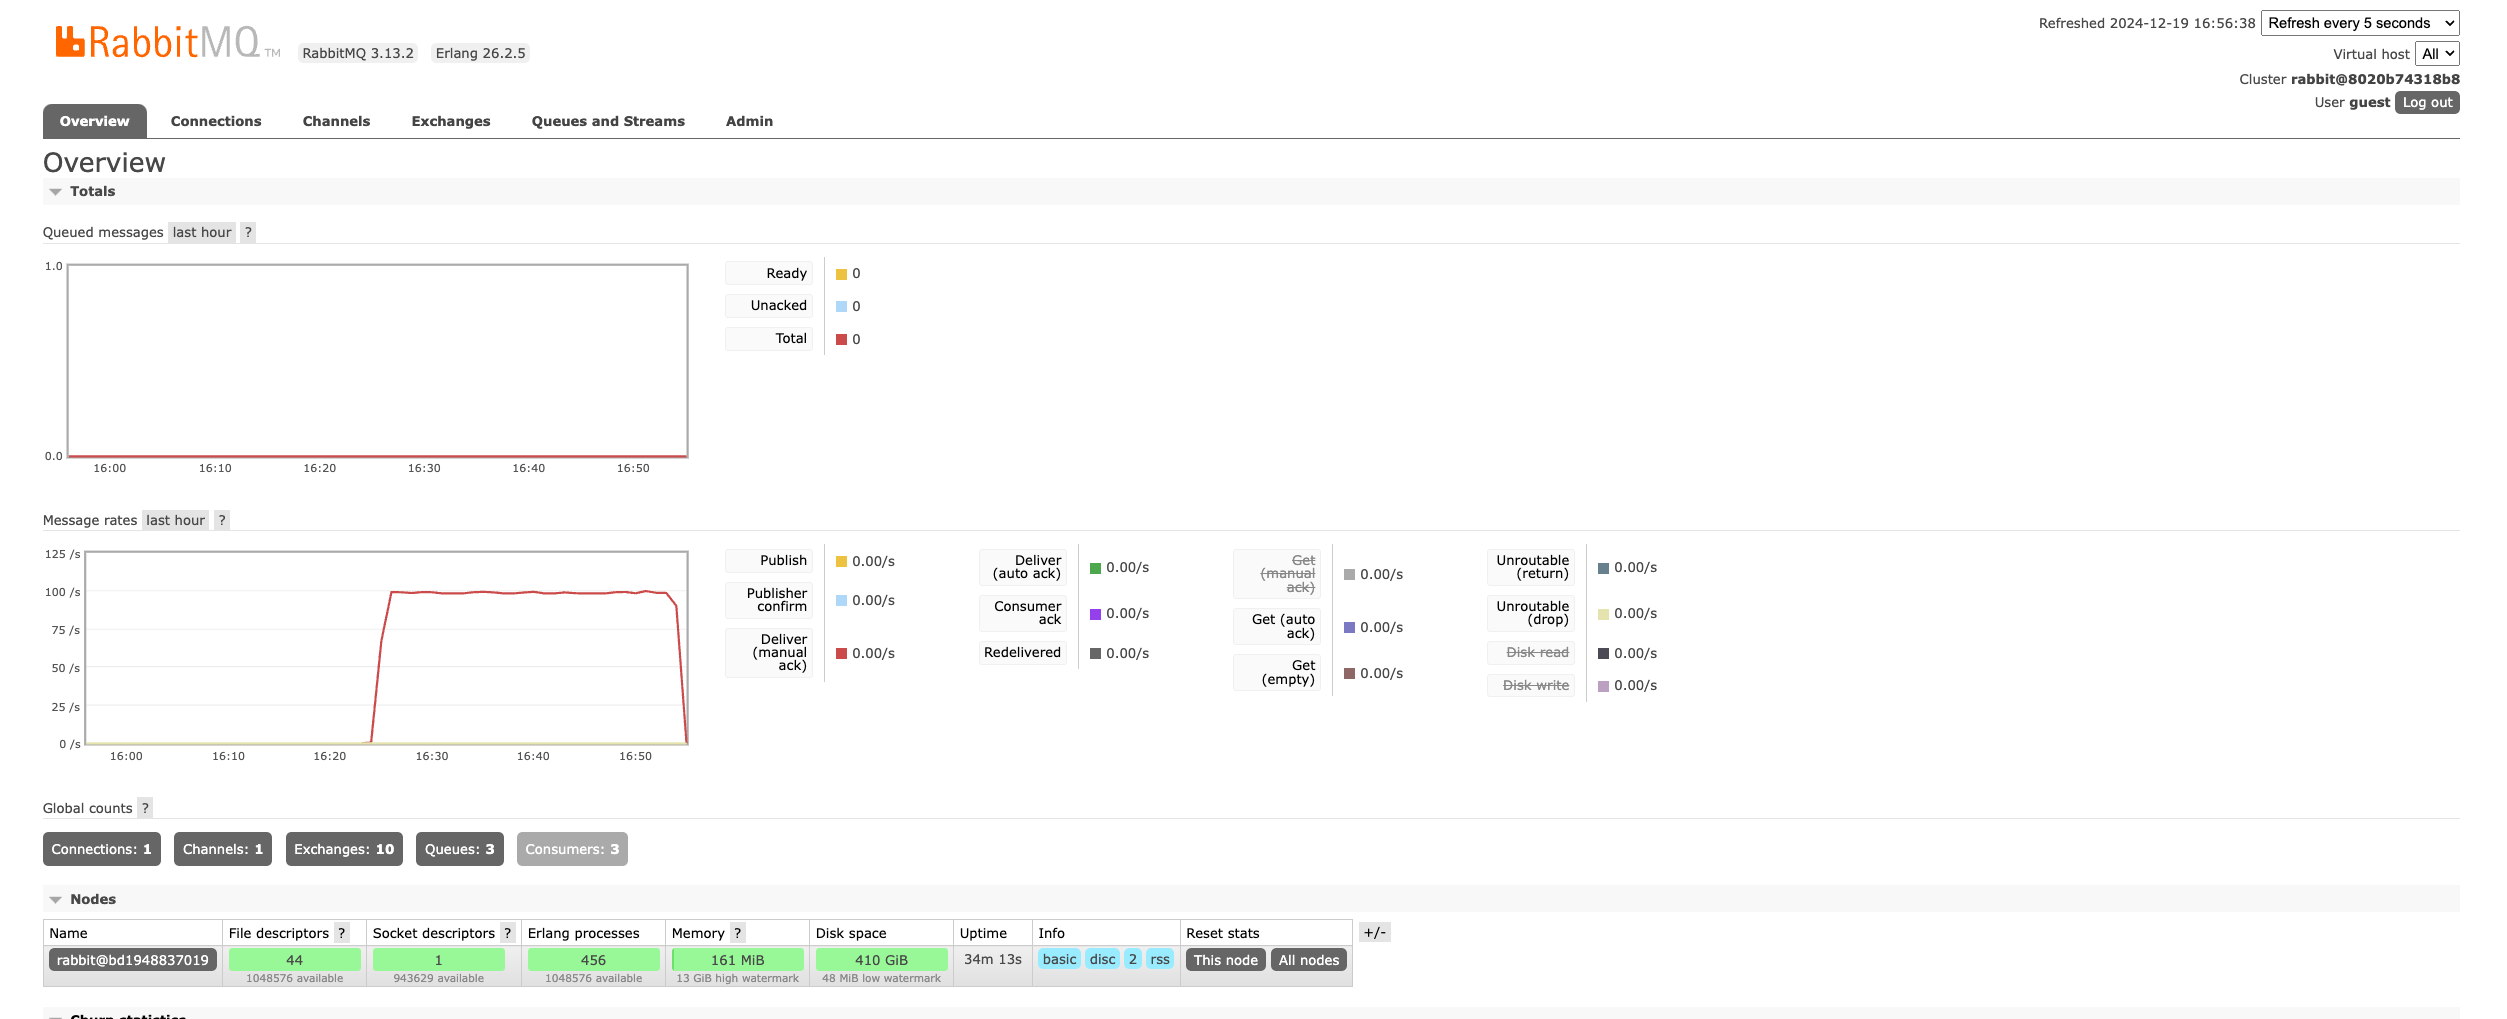 RabbitMQ TM RabbitMQ 3.13.2 Erlang 26.2.5
Refreshed 2024-12-19 16:56:38 Refresh every 5 seconds
Virtual host All
Cluster rabbit@8020b74318b8
User guest Log out
Overview Connections Channels Exchanges Queues and Streams Admin
Overview
Totals
Queued messages last hour ?
1.0
0.0
16:00 16:10 16:20 16:30 16:40 16:50
Ready 0
Unacked 0
Total 0
Message rates last hour ?
125 /s
100 /s
75 /s
50 /s
25 /s
0 /s
16:00 16:10 16:20 16:30 16:40 16:50
Publish 0.00/s
Publisher
confirm 0.00/s
Deliver
(manual
ack) 0.00/s
Deliver
(auto ack) 0.00/s
Consumer
ack 0.00/s
Redelivered 0.00/s
Get
(manual
ack) 0.00/s
Get (auto
ack) 0.00/s
Get
(empty) 0.00/s
Unroutable
(return) 0.00/s
Unroutable
(drop) 0.00/s
Disk read 0.00/s
Disk write 0.00/s
Global counts ?
Connections: 1 Channels: 1 Exchanges: 10 Queues: 3 Consumers: 3
Nodes
Name File descriptors ? Socket descriptors ? Erlang processes Memory ? Disk space Uptime Info Reset stats +/-
rabbit@bd1948837019 44 1 456 161 MiB 410 GiB 34m 13s basic disc 2 rss This node All nodes
1048576 available 943629 available 1048576 available 13 GiB high watermark 48 MiB low watermark
Churn statistics